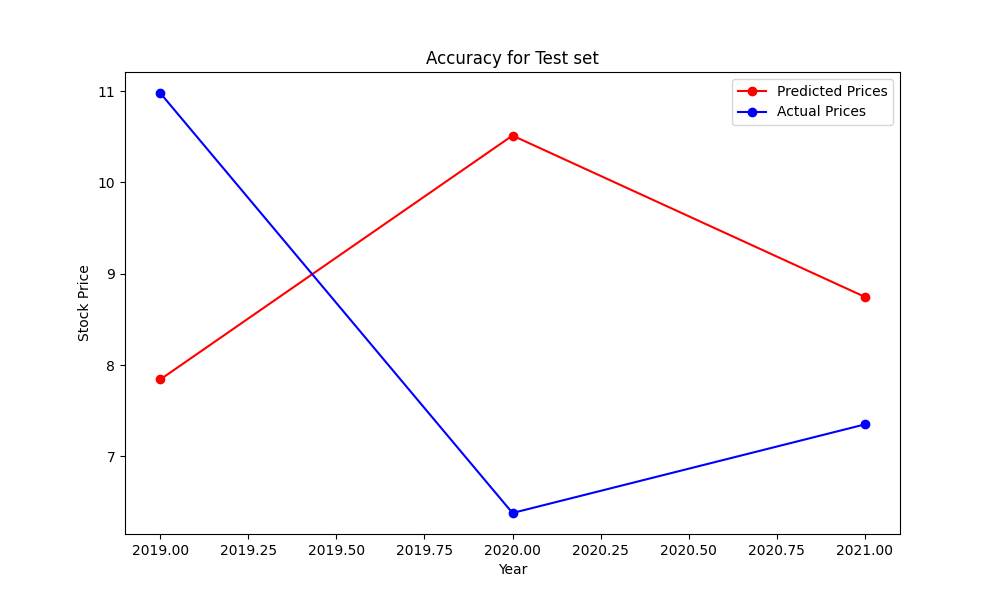 Accuracy for Test set
Predicted Prices
Actual Prices
11
10
9
8
7
Stock Price
2019.00 2019.25 2019.50 2019.75 2020.00 2020.25 2020.50 2020.75 2021.00
Year